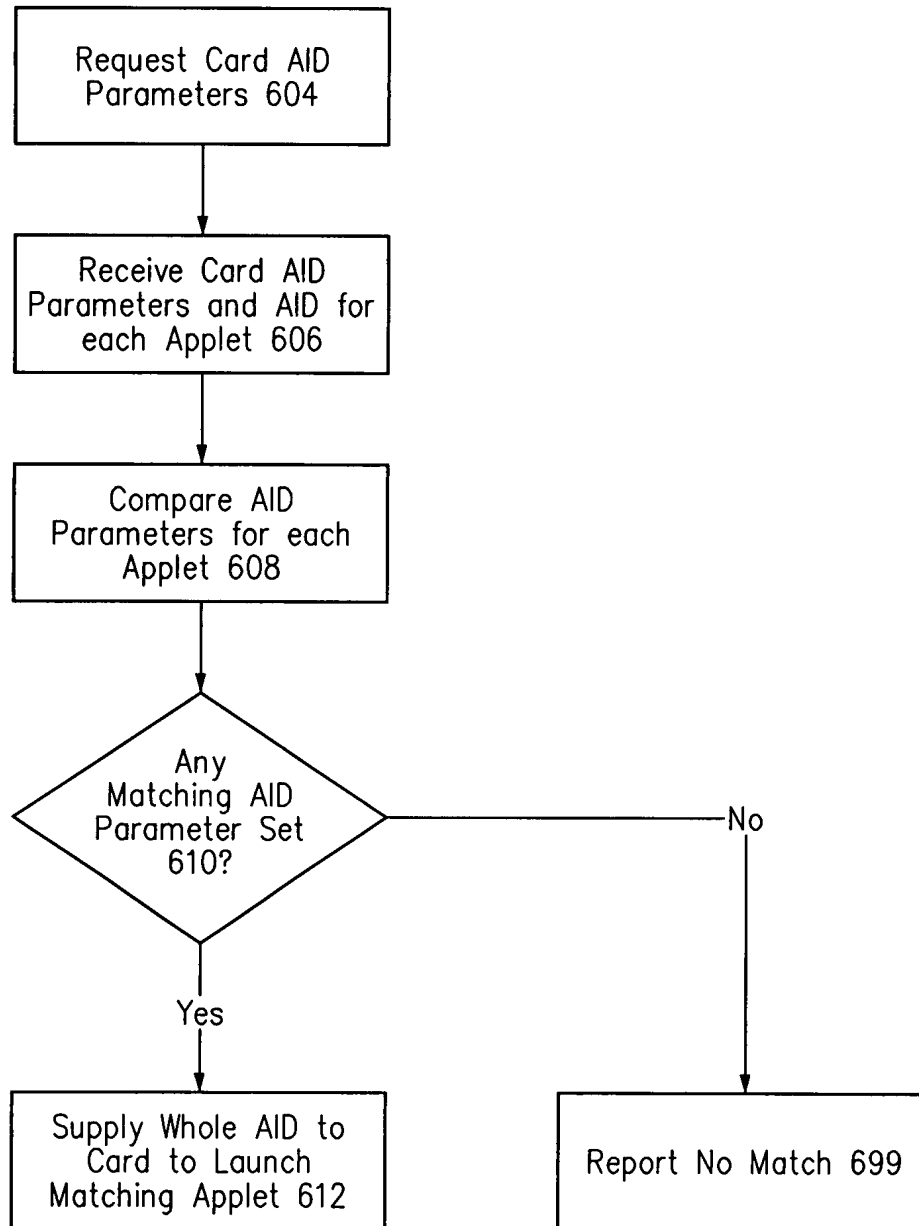 Request Card AID
Parameters 604
Receive Card AID
Parameters and AID for
each Applet 606
Compare AID
Parameters for each
Applet 608
Any
Matching AID
Parameter Set
610?
No
Yes
Supply Whole AID to
Card to Launch
Matching Applet 612
Report No Match 699